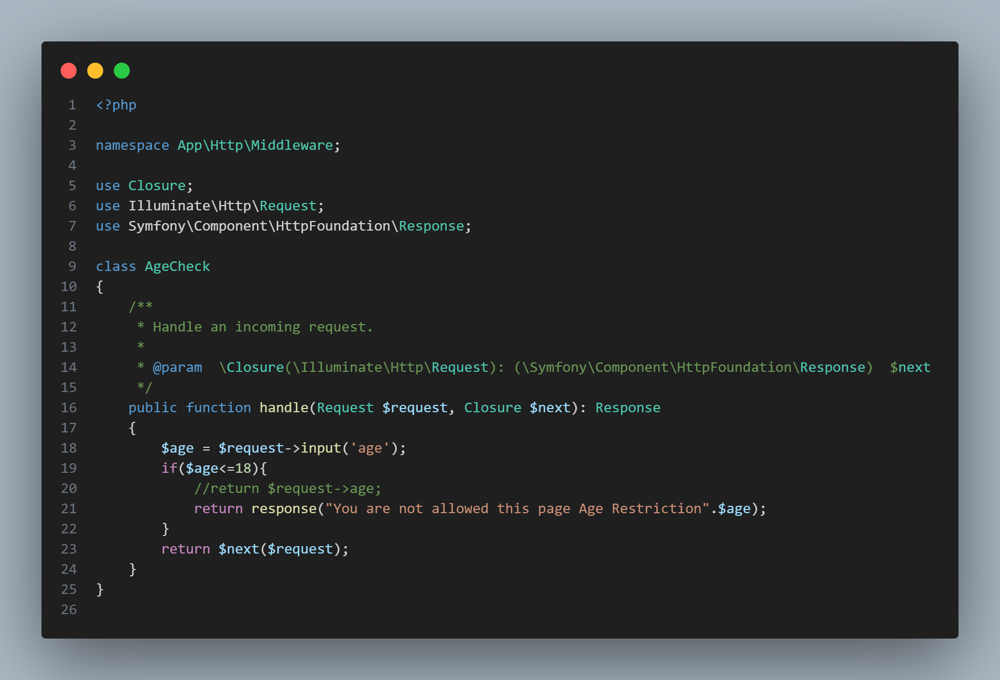 1 <?php
2
3 namespace App\Http\Middleware;
4
5 use Closure;
6 use Illuminate\Http\Request;
7 use Symfony\Component\HttpFoundation\Response;
8
9 class AgeCheck
10 {
11     /**
12      * Handle an incoming request.
13      *
14      * @param  \Closure(\Illuminate\Http\Request): (\Symfony\Component\HttpFoundation\Response)  $next
15      */
16     public function handle(Request $request, Closure $next): Response
17     {
18         $age = $request->input('age');
19         if($age<=18){
20             //return $request->age;
21             return response("You are not allowed this page Age Restriction".$age);
22         }
23         return $next($request);
24     }
25 }
26